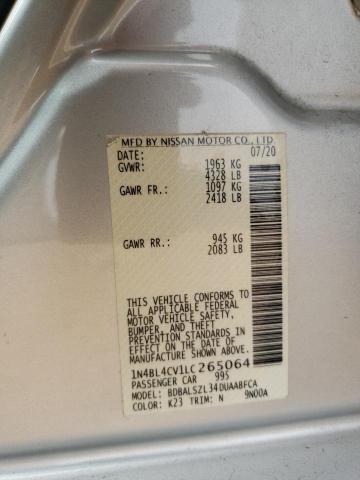 MFD BY NISSAN MOTOR CO., LTD
DATE: 07/20
GVWR: 1963 KG
4328 LB
GAWR FR.: 1097 KG
2418 LB
GAWR RR.: 945 KG
2083 LB
THIS VEHICLE CONFORMS TO
ALL APPLICABLE FEDERAL
MOTOR VEHICLE SAFETY,
BUMPER, AND THEFT
PREVENTION STANDARDS IN
EFFECT ON THE DATE OF
MANUFACTURE SHOWN ABOVE.
1N4BL4CV1LC265064
PASSENGER CAR 995
MODEL: BDBALSZL34DUAABFCA
COLOR: K23 TRIM: N 9N00A